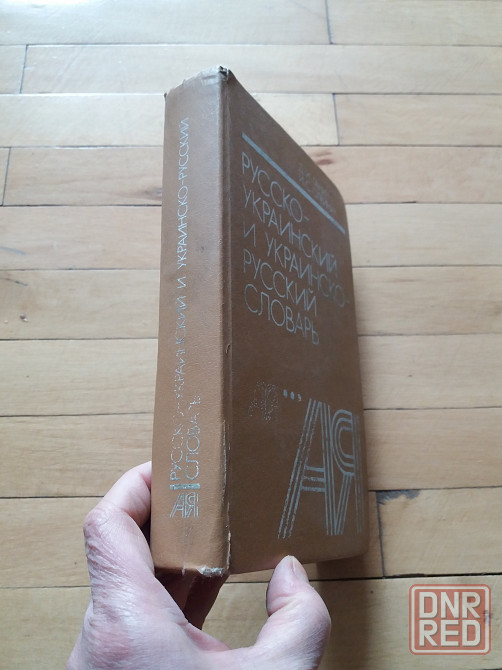 РУССКО-УКРАИНСКИЙ И УКРАИНСКО-РУССКИЙ
СЛОВАРЬ
АЯ
РУССКО-
УКРАИНСКИЙ
И УКРАИНСКО-
РУССКИЙ
СЛОВАРЬ
АЯ
DNR
RED